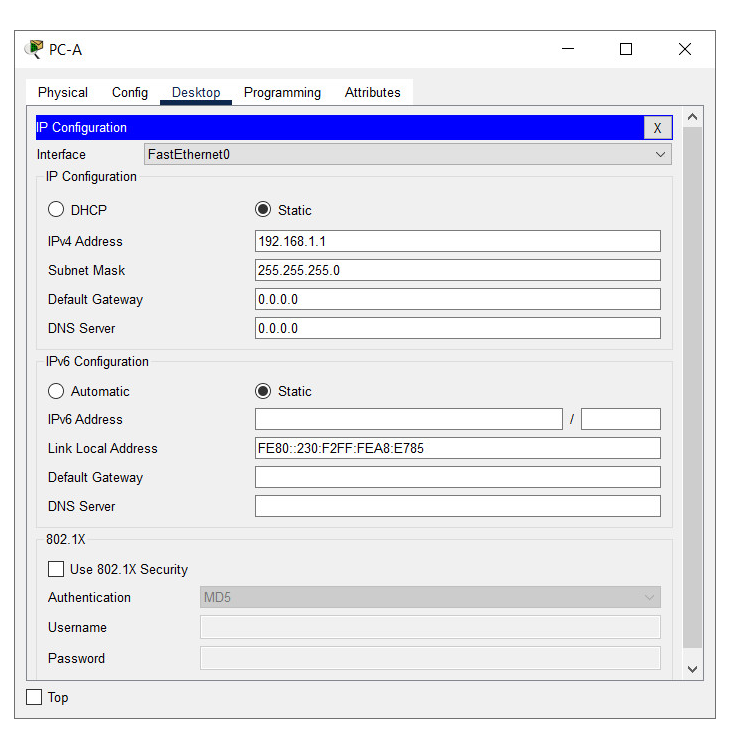 PC-A
Physical Config Desktop Programming Attributes
IP Configuration X
Interface FastEthernet0
IP Configuration
DHCP Static
IPv4 Address 192.168.1.1
Subnet Mask 255.255.255.0
Default Gateway 0.0.0.0
DNS Server 0.0.0.0
IPv6 Configuration
Automatic Static
IPv6 Address /
Link Local Address FE80::230:F2FF:FEA8:E785
Default Gateway
DNS Server
802.1X
Use 802.1X Security
Authentication MD5
Username
Password
Top